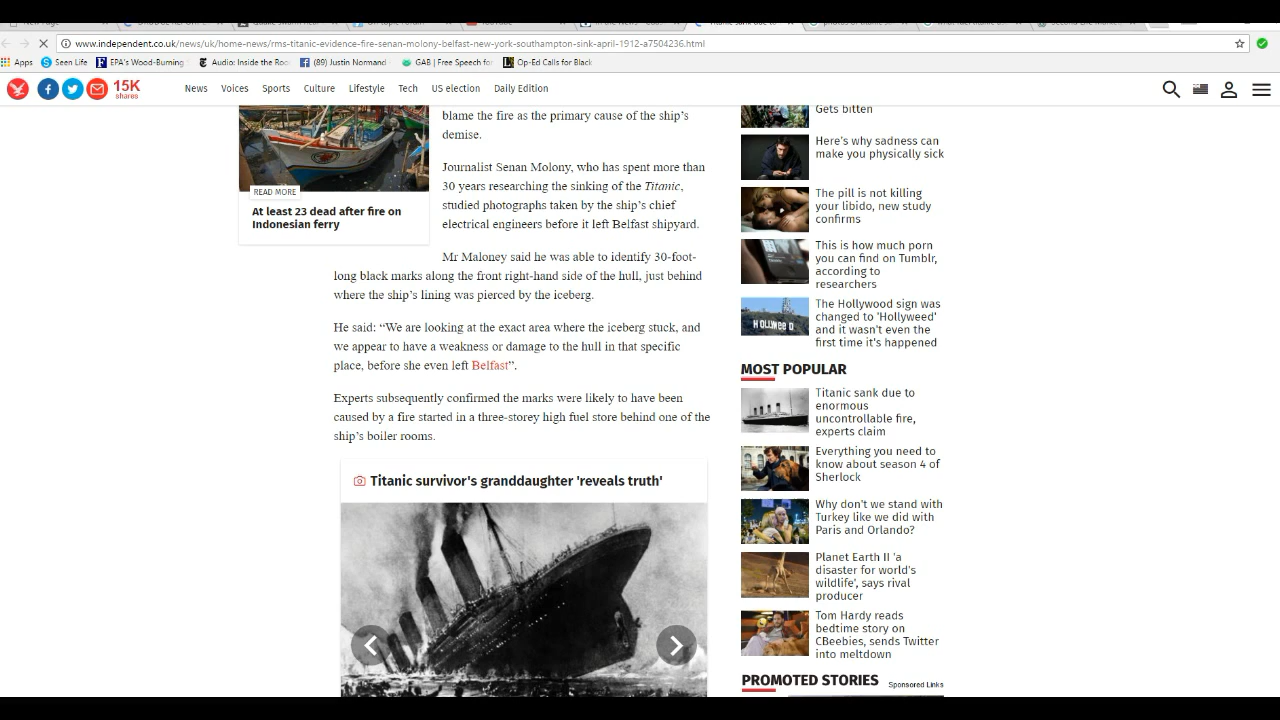 www.independent.co.uk/news/uk/home-news/rms-titanic-evidence-fire-senan-molony-belfast-new-york-southampton-sink-april-1912-a7504236.html
Apps Seen Life EPA's Wood-Burning Audio: Inside the Roo (89) Justin Normand GAB | Free Speech for Op-Ed Calls for Black
15K
shares
News Voices Sports Culture Lifestyle Tech US election Daily Edition
READ MORE
At least 23 dead after fire on
Indonesian ferry
blame the fire as the primary cause of the ship's
demise.
Journalist Senan Molony, who has spent more than
30 years researching the sinking of the Titanic,
studied photographs taken by the ship's chief
electrical engineers before it left Belfast shipyard.
Mr Maloney said he was able to identify 30-foot-
long black marks along the front right-hand side of the hull, just behind
where the ship's lining was pierced by the iceberg.
He said: “We are looking at the exact area where the iceberg stuck, and
we appear to have a weakness or damage to the hull in that specific
place, before she even left Belfast”.
Experts subsequently confirmed the marks were likely to have been
caused by a fire started in a three-storey high fuel store behind one of the
ship's boiler rooms.
Titanic survivor's granddaughter 'reveals truth'
Gets bitten
Here's why sadness can
make you physically sick
The pill is not killing
your libido, new study
confirms
This is how much porn
you can find on Tumblr,
according to
researchers
HOLLWEED
The Hollywood sign was
changed to 'Hollyweed'
and it wasn't even the
first time it's happened
MOST POPULAR
Titanic sank due to
enormous
uncontrollable fire,
experts claim
Everything you need to
know about season 4 of
Sherlock
Why don't we stand with
Turkey like we did with
Paris and Orlando?
Planet Earth II 'a
disaster for world's
wildlife', says rival
producer
Tom Hardy reads
bedtime story on
CBeebies, sends Twitter
into meltdown
PROMOTED STORIES Sponsored Links